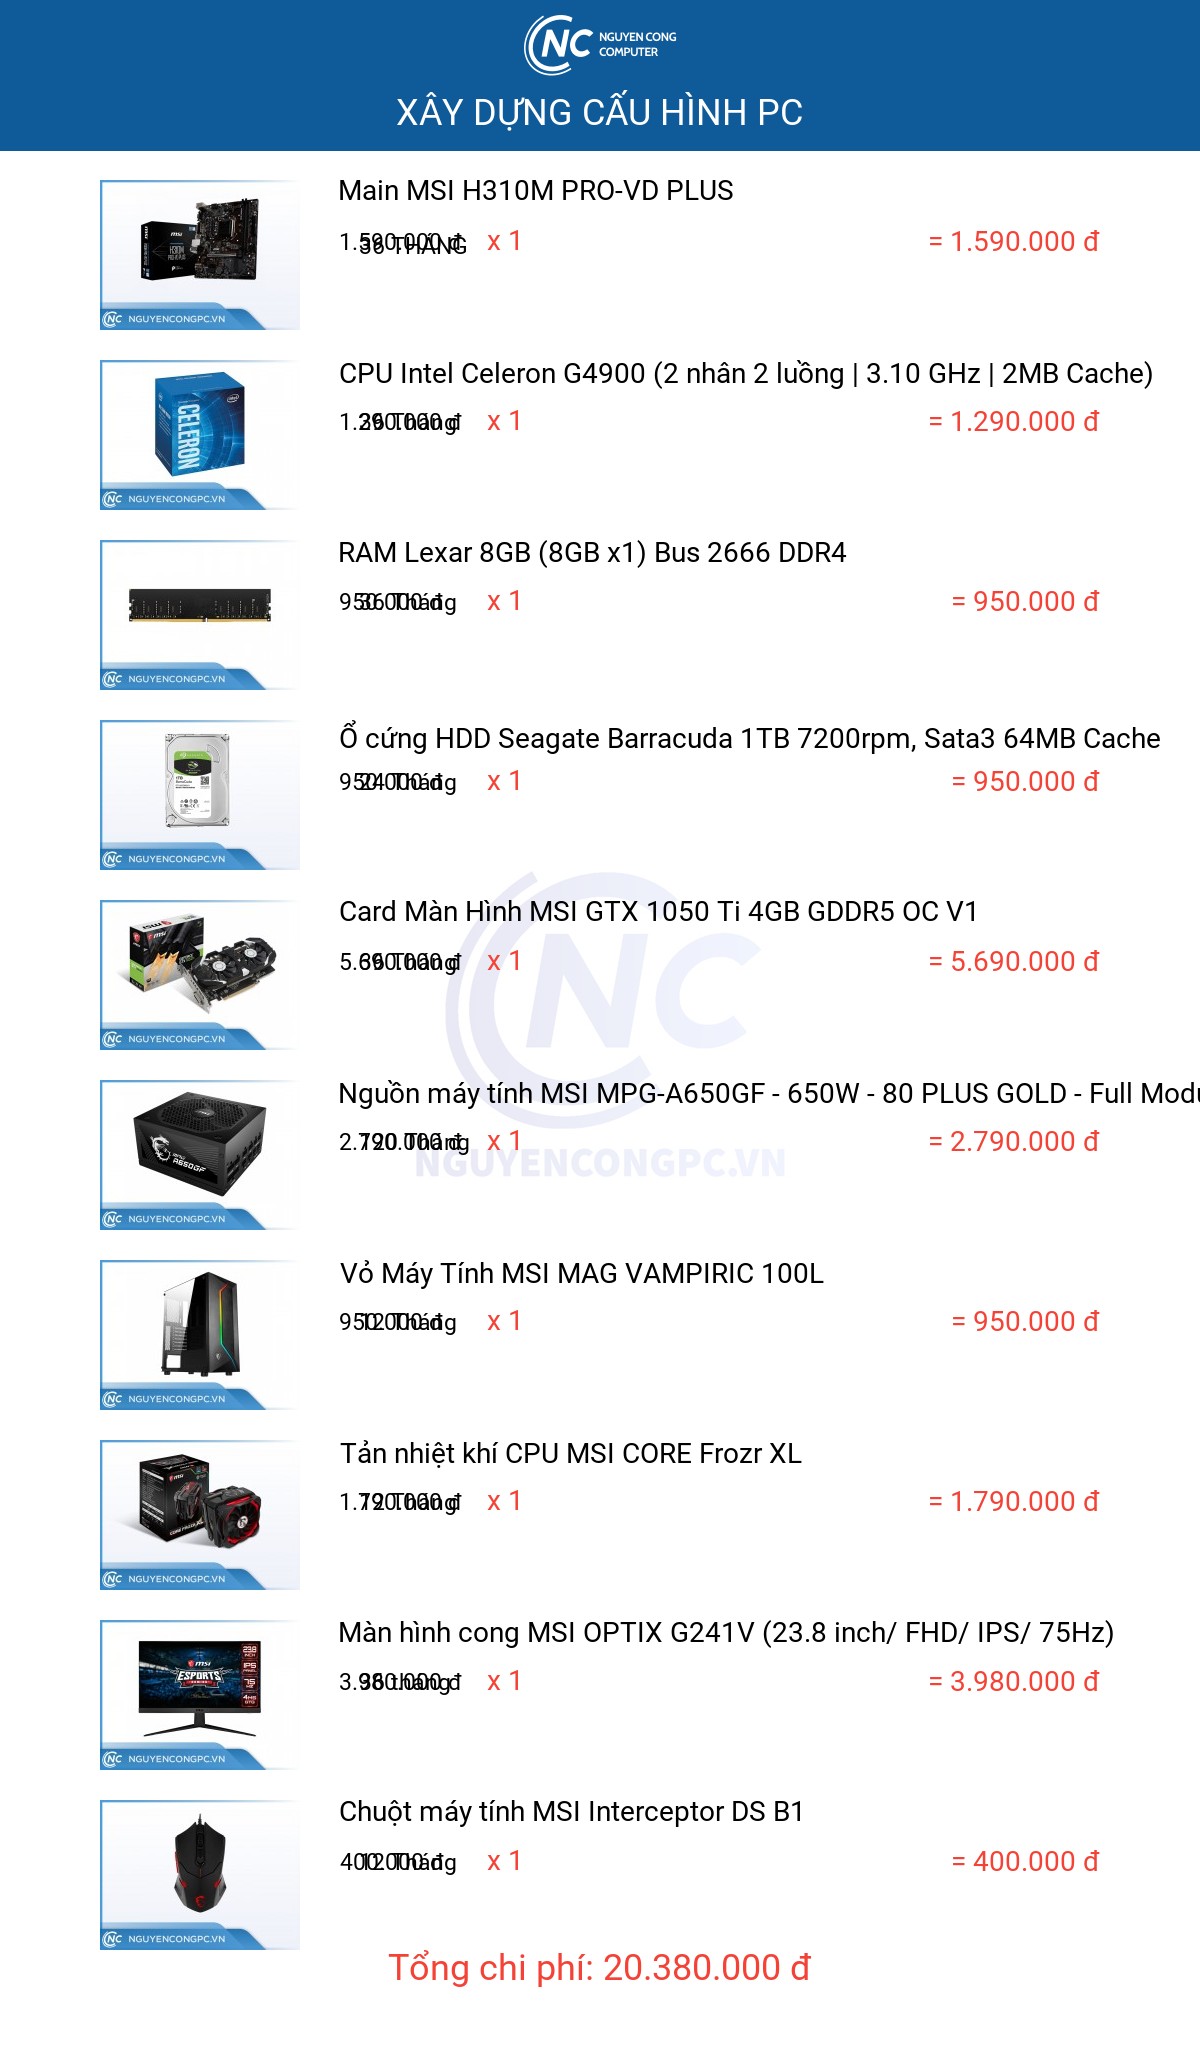 NC NGUYEN CONG
COMPUTER
XÂY DỰNG CẤU HÌNH PC
Main MSI H310M PRO-VD PLUS
1.590.000 đ 36 THÁNG x 1 = 1.590.000 đ
NC NGUYENCONGPC.VN
CPU Intel Celeron G4900 (2 nhân 2 luồng | 3.10 GHz | 2MB Cache)
1.290.000 đ 36 Tháng x 1 = 1.290.000 đ
CELERON
NC NGUYENCONGPC.VN
RAM Lexar 8GB (8GB x1) Bus 2666 DDR4
950.000 đ 36 Tháng x 1 = 950.000 đ
NC NGUYENCONGPC.VN
Ổ cứng HDD Seagate Barracuda 1TB 7200rpm, Sata3 64MB Cache
950.000 đ 24 Tháng x 1 = 950.000 đ
NC NGUYENCONGPC.VN
Card Màn Hình MSI GTX 1050 Ti 4GB GDDR5 OC V1
5.690.000 đ 36 Tháng x 1 = 5.690.000 đ
NC NGUYENCONGPC.VN
NC
NGUYENCONGPC.VN
Nguồn máy tính MSI MPG-A650GF - 650W - 80 PLUS GOLD - Full Modu
2.790.000 đ 120 Tháng x 1 = 2.790.000 đ
A650GF
NC NGUYENCONGPC.VN
Vỏ Máy Tính MSI MAG VAMPIRIC 100L
950.000 đ 12 Tháng x 1 = 950.000 đ
NC NGUYENCONGPC.VN
Tản nhiệt khí CPU MSI CORE Frozr XL
1.790.000 đ 12 Tháng x 1 = 1.790.000 đ
msi
CORE FROZR XL
NC NGUYENCONGPC.VN
Màn hình cong MSI OPTIX G241V (23.8 inch/ FHD/ IPS/ 75Hz)
3.980.000 đ 36 tháng x 1 = 3.980.000 đ
msi
ESPORTS
NC NGUYENCONGPC.VN
Chuột máy tính MSI Interceptor DS B1
400.000 đ 12 Tháng x 1 = 400.000 đ
NC NGUYENCONGPC.VN
Tổng chi phí: 20.380.000 đ